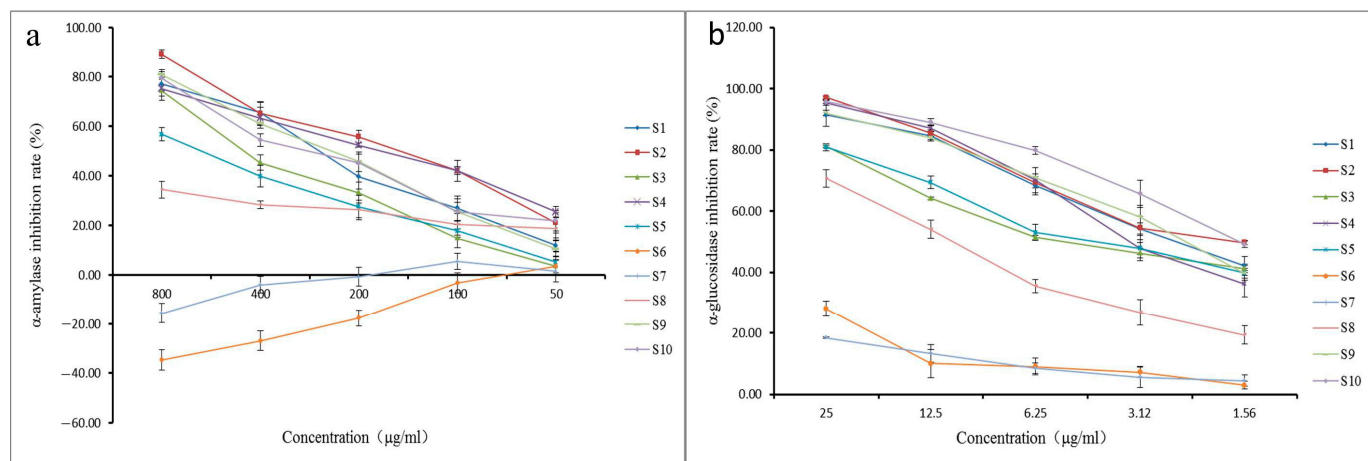 a
α-amylase inhibition rate (%)
100.00
80.00
60.00
40.00
20.00
0.00
−20.00
−40.00
−60.00
800
400
200
100
50
Concentration（μg/ml）
S1
S2
S3
S4
S5
S6
S7
S8
S9
S10
b
α-glucosidase inhibition rate (%)
120.00
100.00
80.00
60.00
40.00
20.00
0.00
25
12.5
6.25
3.12
1.56
Concentration（μg/ml）
S1
S2
S3
S4
S5
S6
S7
S8
S9
S10